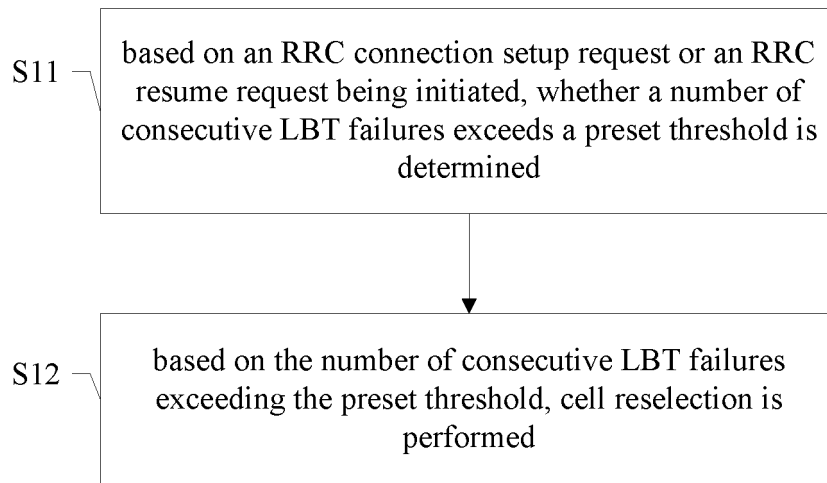 S11
based on an RRC connection setup request or an RRC
resume request being initiated, whether a number of
consecutive LBT failures exceeds a preset threshold is
determined
S12
based on the number of consecutive LBT failures
exceeding the preset threshold, cell reselection is
performed